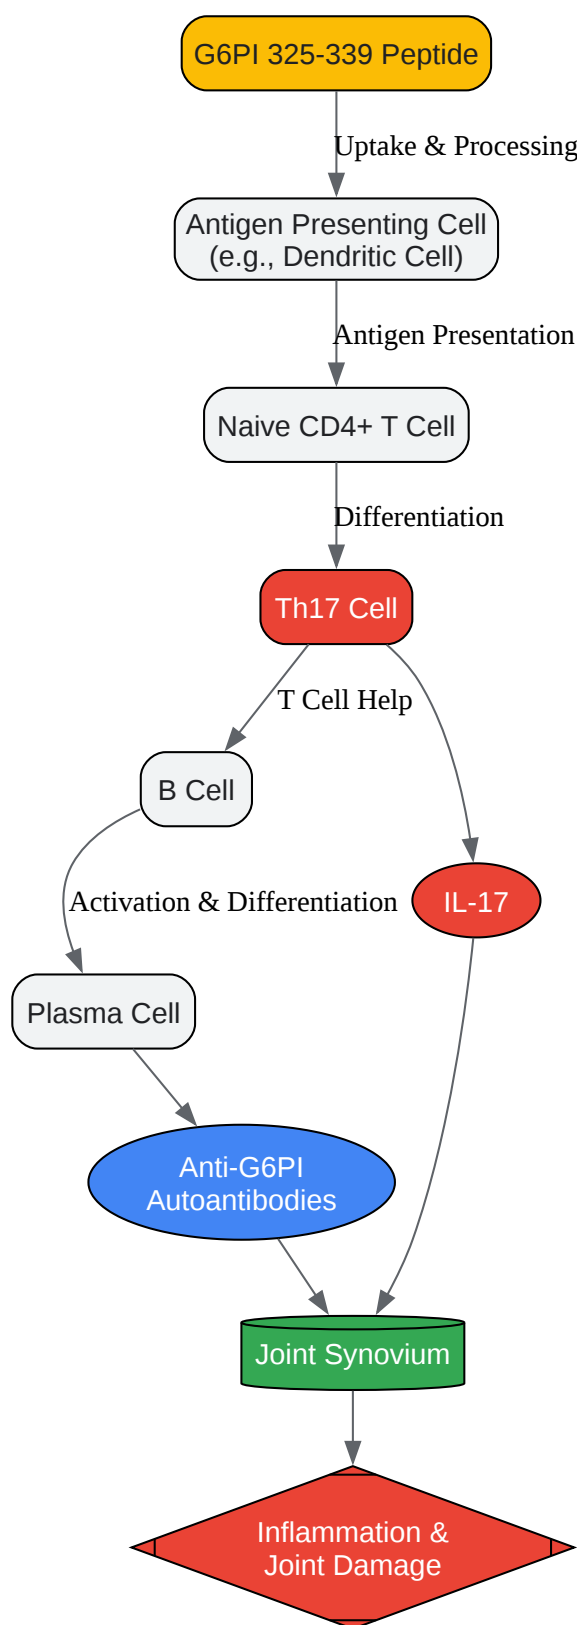 G6PI 325-339 Peptide
Uptake & Processing
Antigen Presenting Cell
(e.g., Dendritic Cell)
Antigen Presentation
Naive CD4+ T Cell
Differentiation
Th17 Cell
T Cell Help
B Cell
Activation & Differentiation
IL-17
Plasma Cell
Anti-G6PI
Autoantibodies
Joint Synovium
Inflammation &
Joint Damage